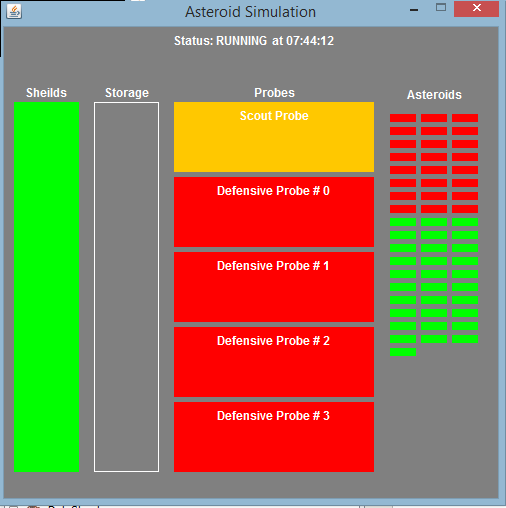 Asteroid Simulation
Status: RUNNING at 07:44:12
Sheilds
Storage
Probes
Asteroids
Scout Probe
Defensive Probe # 0
Defensive Probe # 1
Defensive Probe # 2
Defensive Probe # 3